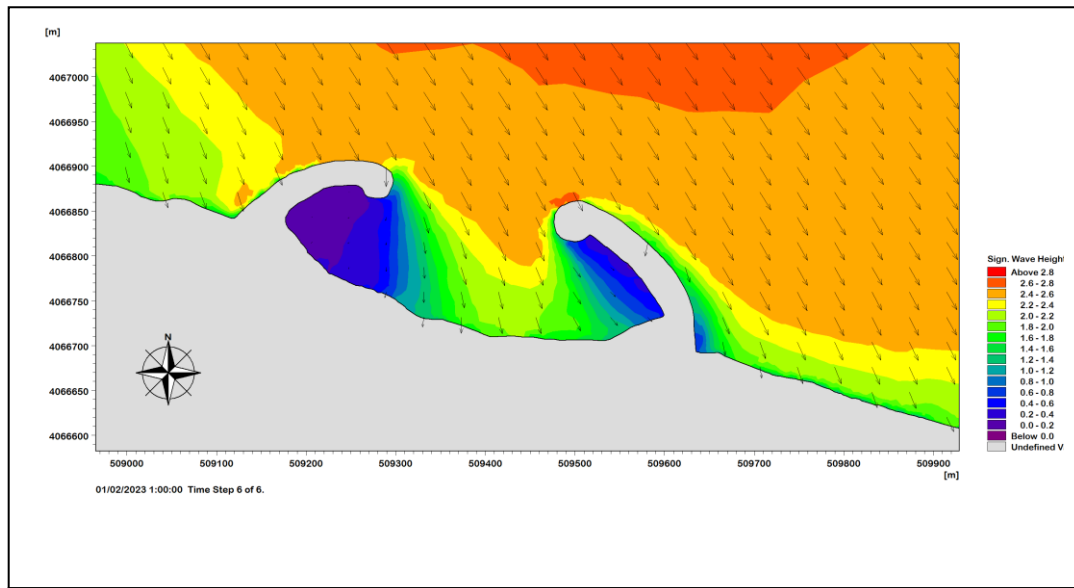 [m]
4067000
4066950
4066900
4066850
4066800
4066750
4066700
4066650
4066600
N
509000 509100 509200 509300 509400 509500 509600 509700 509800 509900
[m]
01/02/2023 1:00:00 Time Step 6 of 6.
Sign. Wave Height
Above 2.8
2.6 - 2.8
2.4 - 2.6
2.2 - 2.4
2.0 - 2.2
1.8 - 2.0
1.6 - 1.8
1.4 - 1.6
1.2 - 1.4
1.0 - 1.2
0.8 - 1.0
0.6 - 0.8
0.4 - 0.6
0.2 - 0.4
0.0 - 0.2
Below 0.0
Undefined V